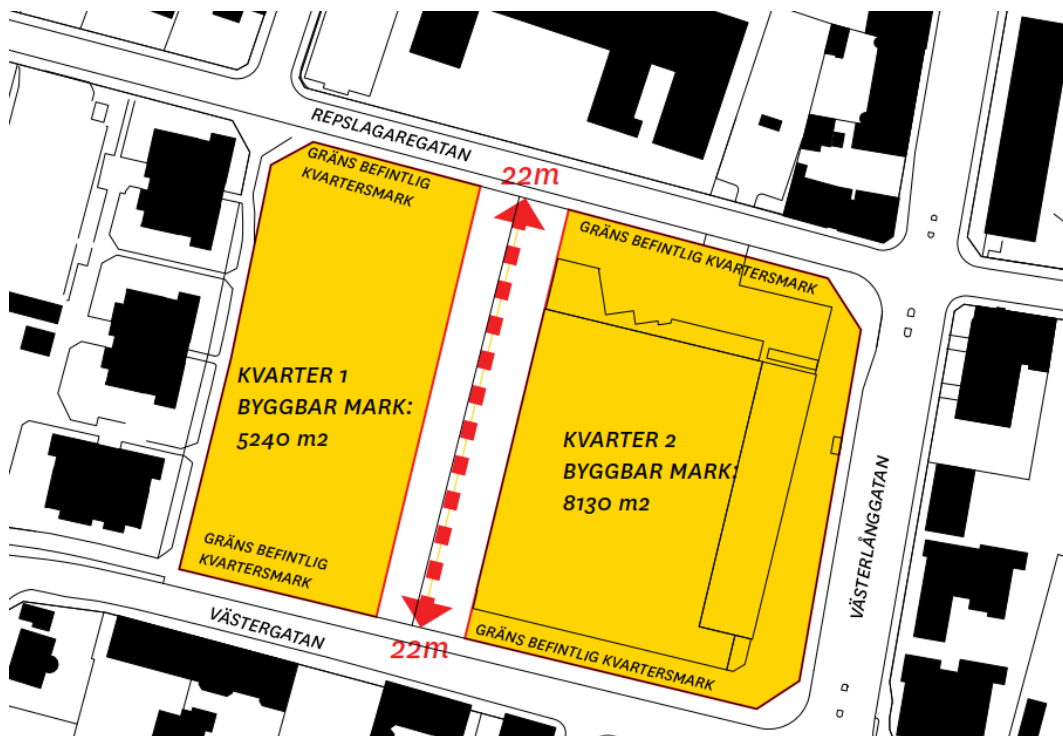 REPSLAGAREGATAN
22m
GRÄNS BEFINTLIG
KVARTERSMARK
GRÄNS BEFINTLIG KVARTERSMARK
KVARTER 1
BYGGBAR MARK:
5240 m2
KVARTER 2
BYGGBAR MARK:
8130 m2
VÄSTERLÅNGGATAN
GRÄNS BEFINTLIG
KVARTERSMARK
VÄSTERGATAN
22m
GRÄNS BEFINTLIG KVARTERSMARK